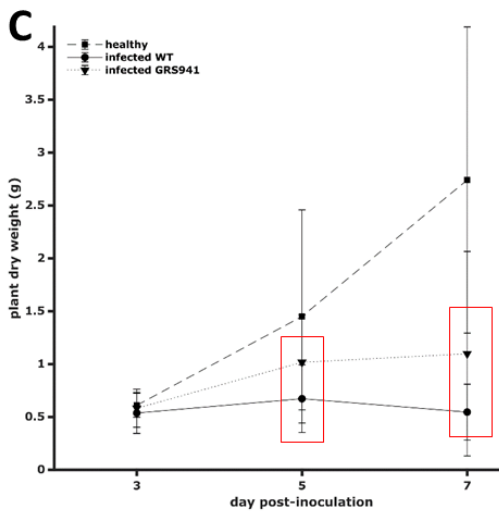 C
healthy
infected WT
infected GRS941
4
3.5
3
2.5
2
1.5
1
0.5
0
plant dry weight (g)
3 5 7
day post-inoculation